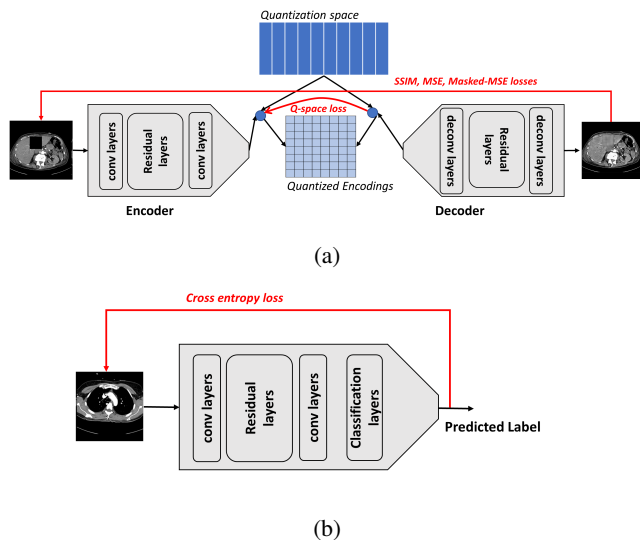 Quantization space
SSIM, MSE, Masked-MSE losses
Q-space loss
conv layers
Residual
layers
conv layers
Quantized Encodings
deconv layers
Residual
layers
deconv layers
Encoder
Decoder
(a)
Cross entropy loss
conv layers
Residual
layers
conv layers
Classification
layers
Predicted Label
(b)